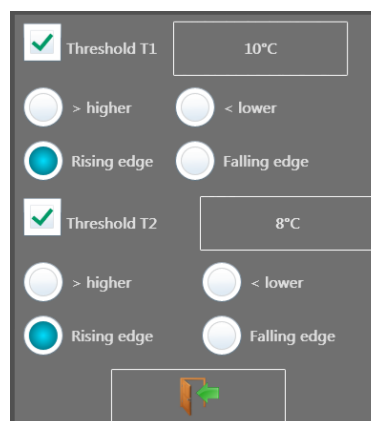 Threshold T1 10°C
> higher < lower
Rising edge Falling edge
Threshold T2 8°C
> higher < lower
Rising edge Falling edge